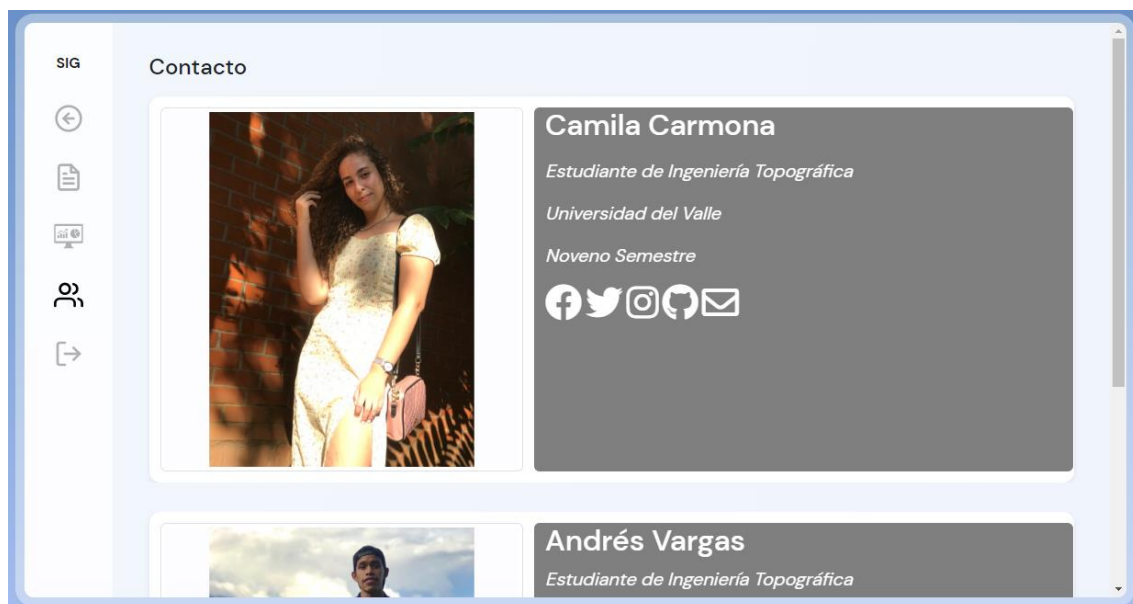 SIG
Contacto
Camila Carmona
Estudiante de Ingeniería Topográfica
Universidad del Valle
Noveno Semestre
Andrés Vargas
Estudiante de Ingeniería Topográfica